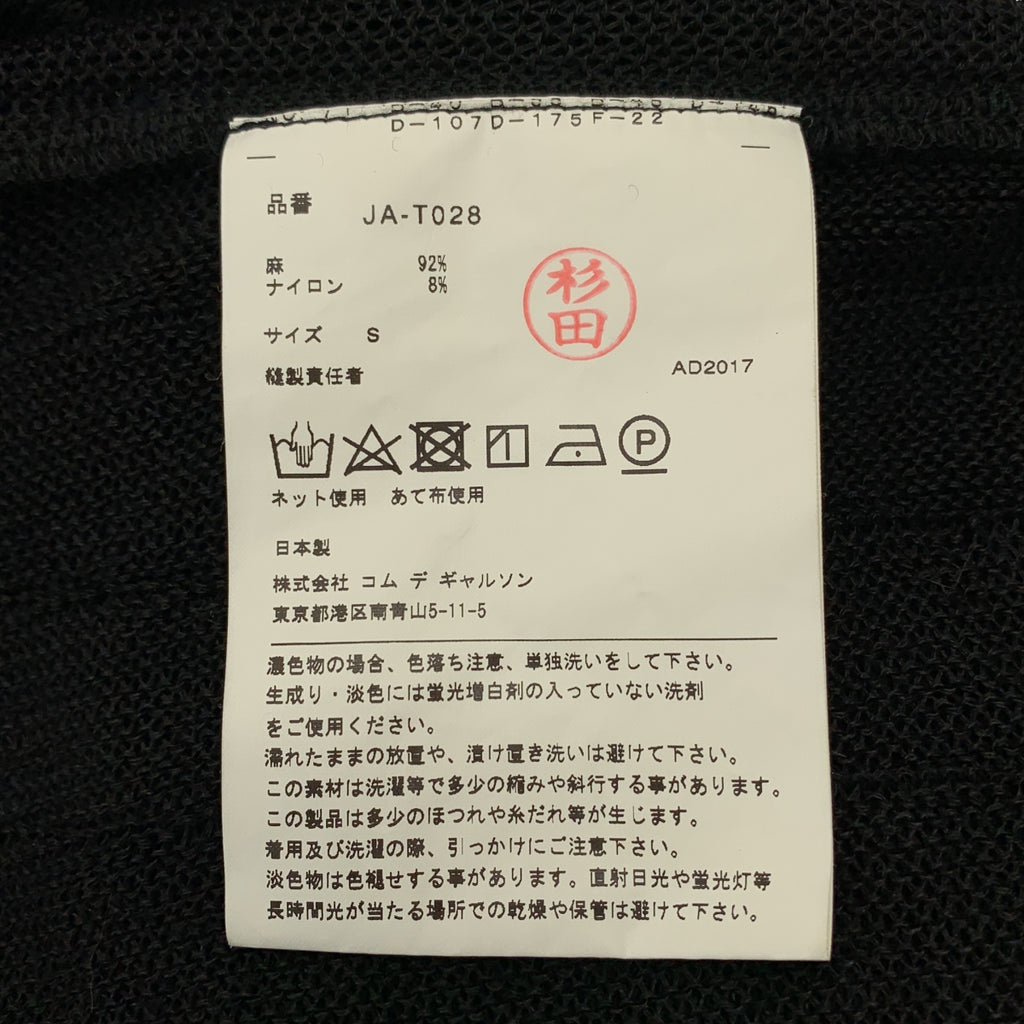 D-107 D-175 F-22
品番 JA-T028
麻 92%
ナイロン 8%
杉田
サイズ S
縫製責任者
AD2017
P
ネット使用 あて布使用
日本製
株式会社 コム デ ギャルソン
東京都港区南青山5-11-5
濃色物の場合、色落ち注意、単独洗いをして下さい。
生成り・淡色には蛍光増白剤の入っていない洗剤
をご使用ください。
濡れたままの放置や、漬け置き洗いは避けて下さい。
この素材は洗濯等で多少の縮みや斜行する事があります。
この製品は多少のほつれや糸だれ等が生じます。
着用及び洗濯の際、引っかけにご注意下さい。
淡色物は色褪せする事があります。直射日光や蛍光灯等
長時間光が当たる場所での乾燥や保管は避けて下さい。